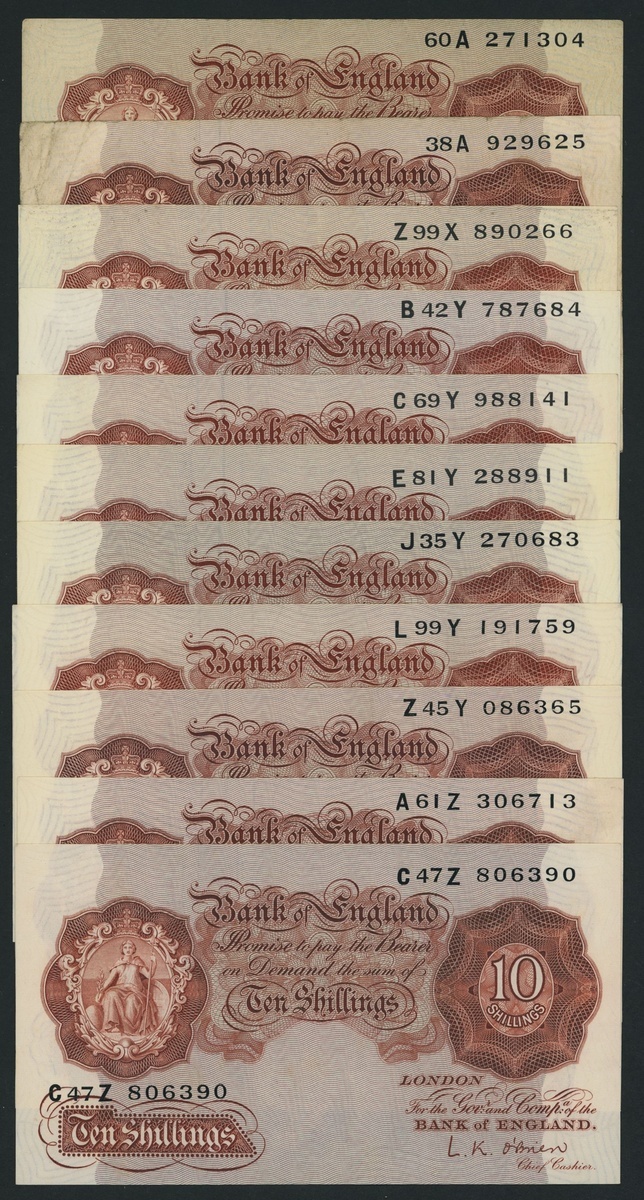 60A 271304
Bank of England
Promise to pay the Bearer
38A 929625
Bank of England
Z99X 890266
Bank of England
B42Y 787684
Bank of England
C69Y 988141
Bank of England
E81Y 288911
Bank of England
J35Y 270683
Bank of England
L99Y 191759
Bank of England
Z45Y 086365
Bank of England
A61Z 306713
Bank of England
C47Z 806390
Bank of England
Promise to pay the Bearer
on Demand the sum of
Ten Shillings
10
SHILLINGS
C47Z 806390
Ten Shillings
LONDON
For the Govr. and Compa. of the
BANK of ENGLAND.
L. K. O'Brien
Chief Cashier.